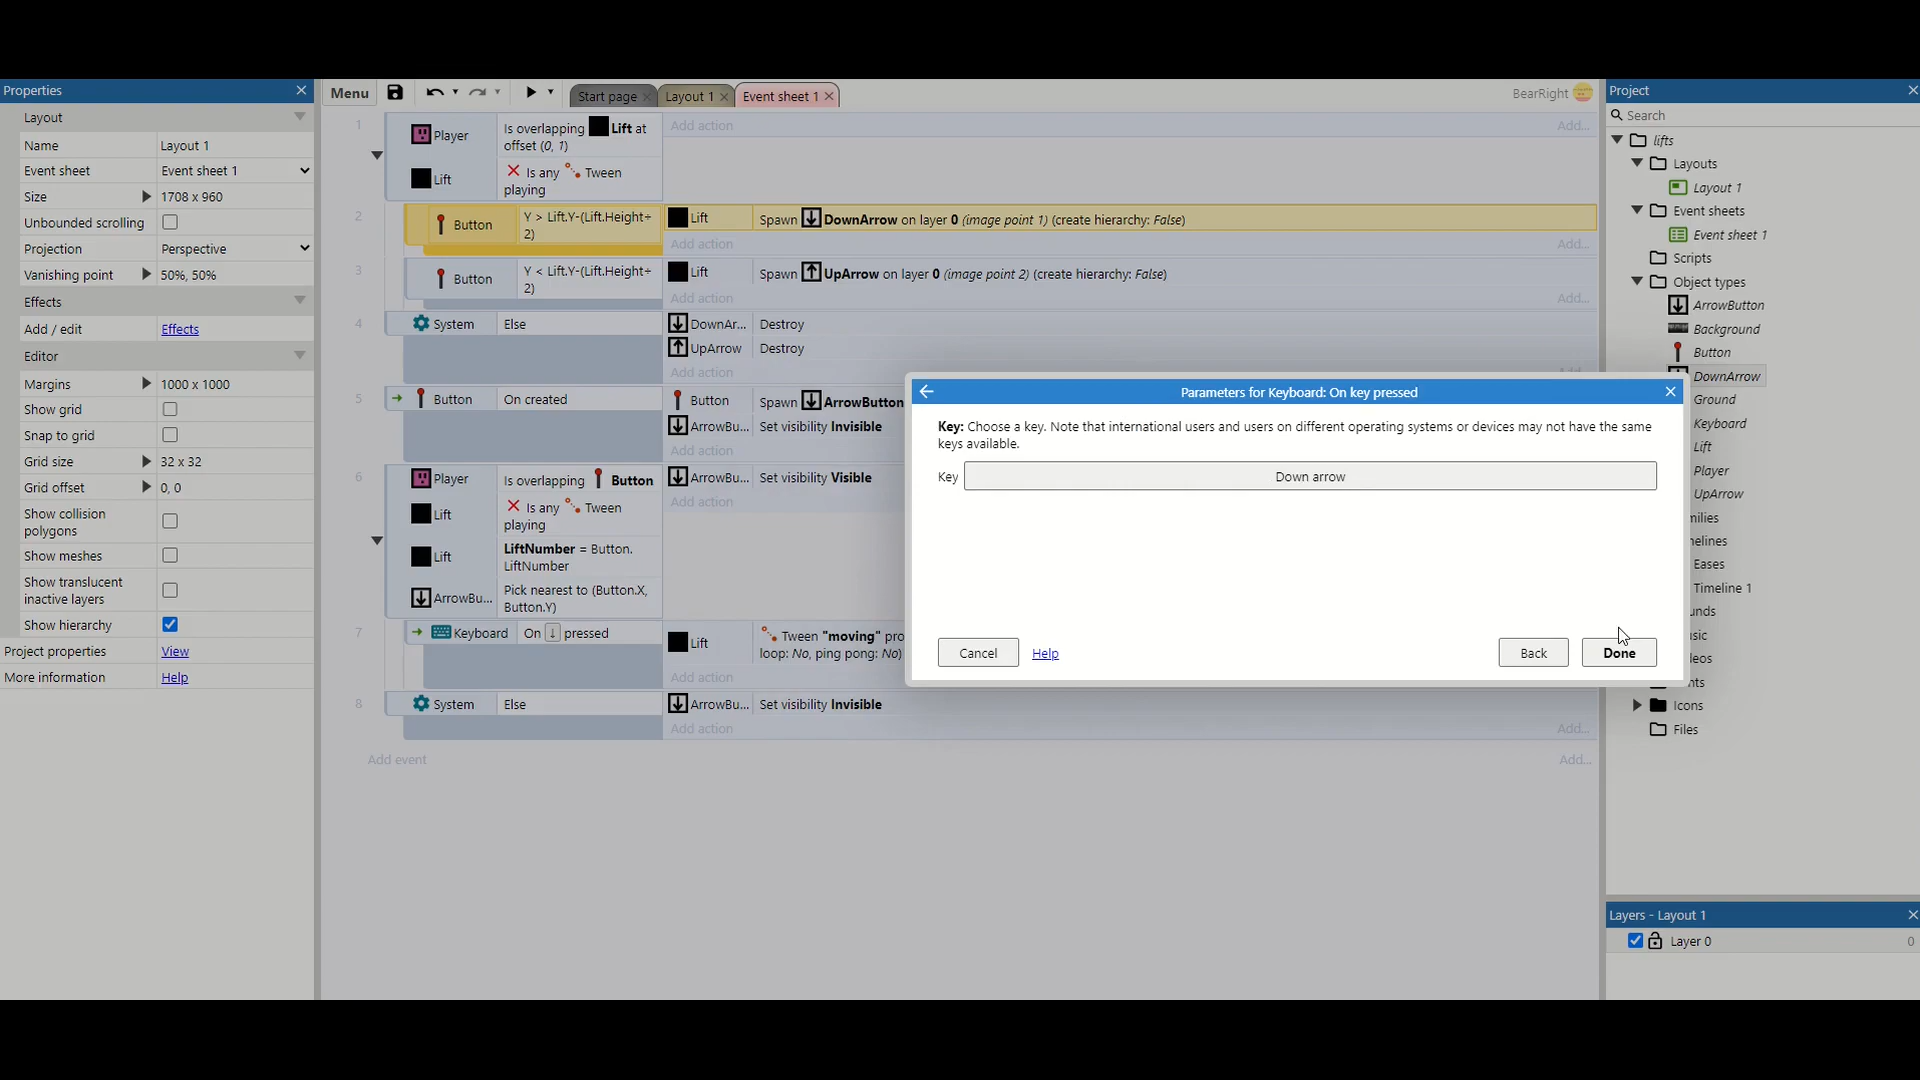 Properties
Layout
Name Layout 1
Event sheet Event sheet 1
Size 1708 x 960
Unbounded scrolling
Projection Perspective
Vanishing point 50%, 50%
Effects
Add / edit Effects
Editor
Margins 1000 x 1000
Show grid
Snap to grid
Grid size 32 x 32
Grid offset 0, 0
Show collision
polygons
Show meshes
Show translucent
inactive layers
Show hierarchy
Project properties View
More information Help
Menu
Start page
Layout 1
Event sheet 1
BearRight
1
Player
Is overlapping Lift at
offset (0, 1)
Lift
Is any Tween
playing
Add action
Add...
2
Button
Y > Lift.Y-(Lift.Height÷
2)
Lift
Spawn DownArrow on layer 0 (image point 1) (create hierarchy: False)
Add action
Add...
3
Button
Y < Lift.Y-(Lift.Height÷
2)
Lift
Spawn UpArrow on layer 0 (image point 2) (create hierarchy: False)
Add action
Add...
4
System
Else
DownAr...
Destroy
UpArrow
Destroy
Add action
5
Button
On created
Button
Spawn ArrowButton
ArrowBu...
Set visibility Invisible
Add action
6
Player
Is overlapping Button
Lift
Is any Tween
playing
Lift
LiftNumber = Button.
LiftNumber
ArrowBu...
Pick nearest to (Button.X,
Button.Y)
ArrowBu...
Set visibility Visible
Add action
7
Keyboard
On ↓ pressed
Lift
Tween "moving" pro
loop: No, ping pong: No)
Add action
8
System
Else
ArrowBu...
Set visibility Invisible
Add action
Add...
Add event
Add...
Parameters for Keyboard: On key pressed
Key: Choose a key. Note that international users and users on different operating systems or devices may not have the same
keys available.
Key Down arrow
Cancel
Help
Back
Done
Project
Search
lifts
Layouts
Layout 1
Event sheets
Event sheet 1
Scripts
Object types
ArrowButton
Background
Button
DownArrow
Ground
Keyboard
Lift
Player
UpArrow
nilies
nelines
Eases
Timeline 1
unds
usic
deos
nts
Icons
Files
Layers - Layout 1
Layer 0
0